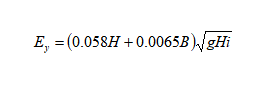 E_y = (0.058H + 0.0065B)√gHi